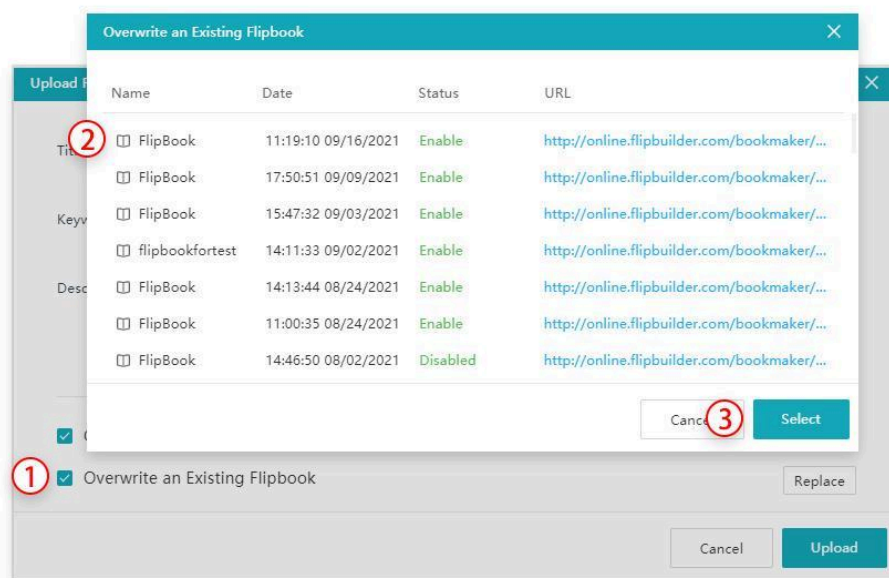 Overwrite an Existing Flipbook
Upload F
Name Date Status URL
② FlipBook 11:19:10 09/16/2021 Enable http://online.flipbuilder.com/bookmaker/...
Tit
FlipBook 17:50:51 09/09/2021 Enable http://online.flipbuilder.com/bookmaker/...
Keyw
FlipBook 15:47:32 09/03/2021 Enable http://online.flipbuilder.com/bookmaker/...
flipbookfortest 14:11:33 09/02/2021 Enable http://online.flipbuilder.com/bookmaker/...
Desc
FlipBook 14:13:44 08/24/2021 Enable http://online.flipbuilder.com/bookmaker/...
FlipBook 11:00:35 08/24/2021 Enable http://online.flipbuilder.com/bookmaker/...
FlipBook 14:46:50 08/02/2021 Disabled http://online.flipbuilder.com/bookmaker/...
Cance ③ Select
① Overwrite an Existing Flipbook Replace
Cancel Upload